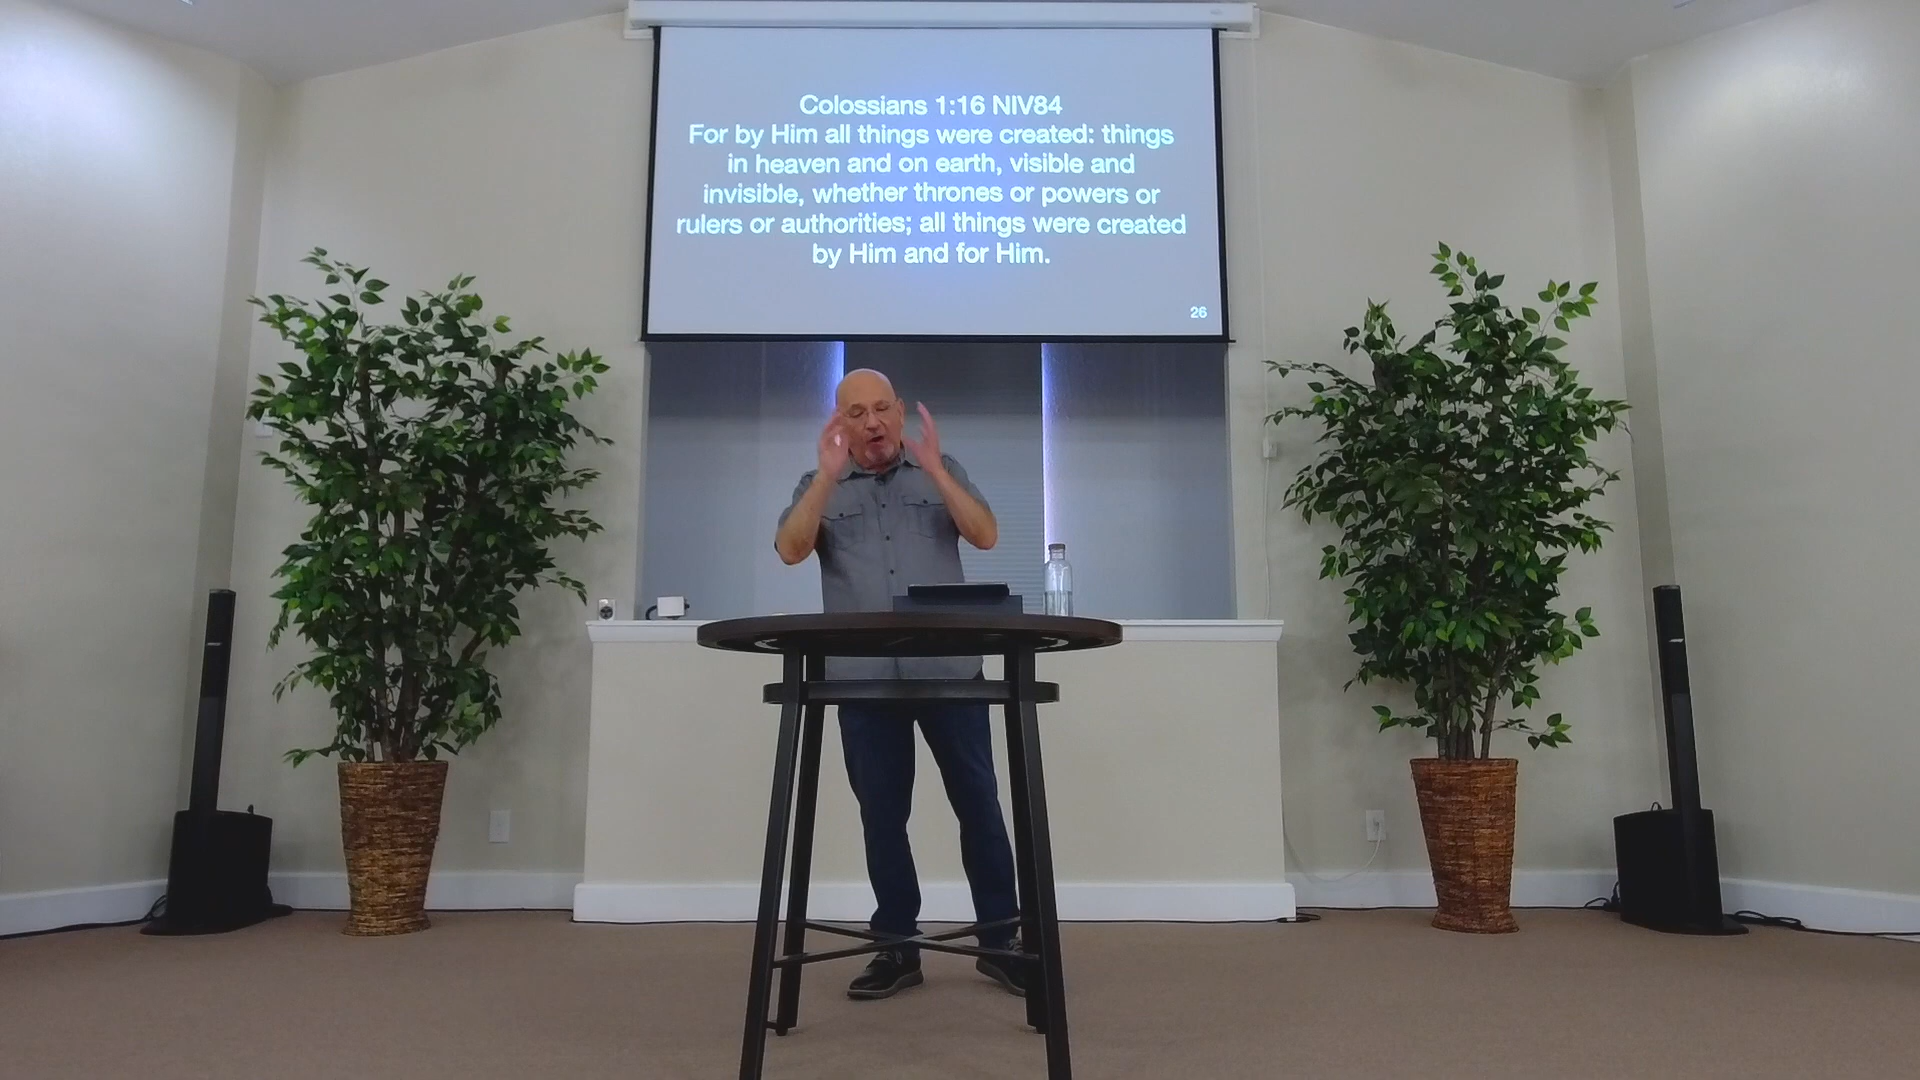 Colossians 1:16 NIV84
For by Him all things were created: things
in heaven and on earth, visible and
invisible, whether thrones or powers or
rulers or authorities; all things were created
by Him and for Him.
26